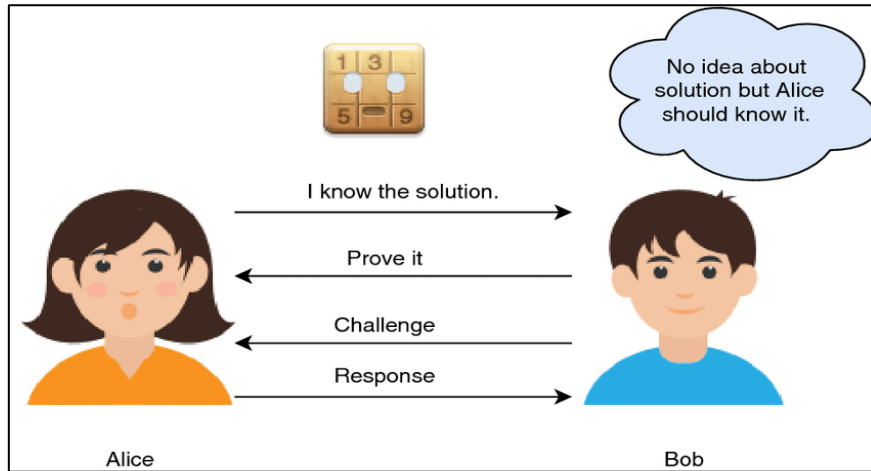 1 3
5 9
No idea about
solution but Alice
should know it.
I know the solution.
Prove it
Challenge
Response
Alice
Bob